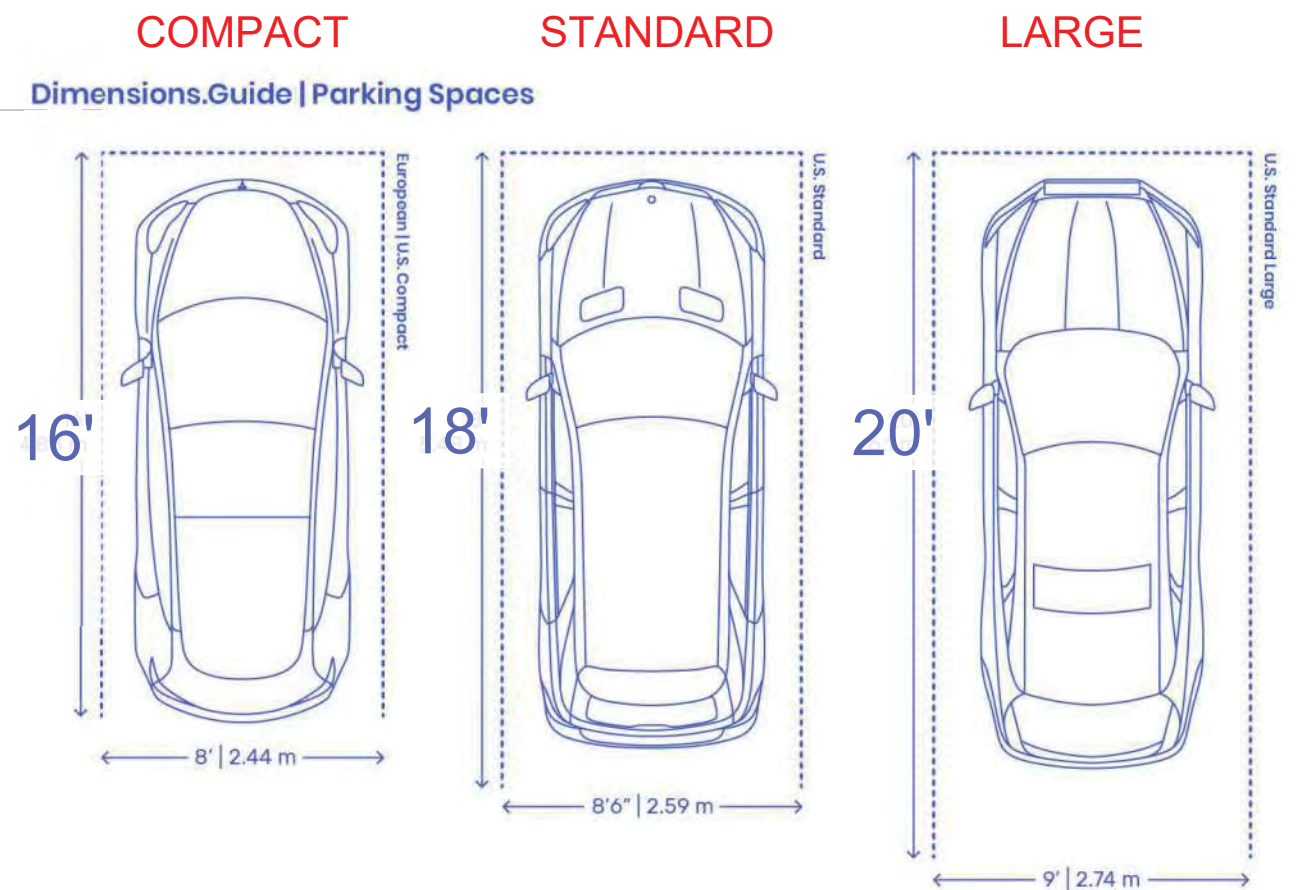 COMPACT STANDARD LARGE
Dimensions.Guide | Parking Spaces
European | U.S. Compact
U.S. Standard
U.S. Standard Large
16'
18'
20'
8' | 2.44 m
8'6" | 2.59 m
9' | 2.74 m